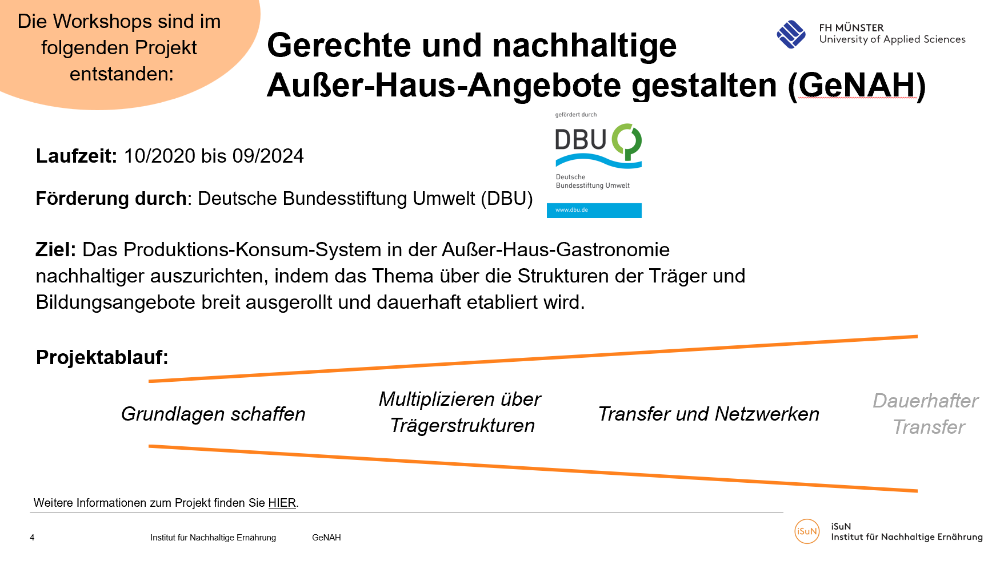 Die Workshops sind im
folgenden Projekt
entstanden:
Gerechte und nachhaltige
Außer-Haus-Angebote gestalten (GeNAH)
FH MÜNSTER
University of Applied Sciences
gefördert durch
DBU
Deutsche
Bundesstiftung Umwelt
www.dbu.de
Laufzeit: 10/2020 bis 09/2024
Förderung durch: Deutsche Bundesstiftung Umwelt (DBU)
Ziel: Das Produktions-Konsum-System in der Außer-Haus-Gastronomie
nachhaltiger auszurichten, indem das Thema über die Strukturen der Träger und
Bildungsangebote breit ausgerollt und dauerhaft etabliert wird.
Projektablauf:
Grundlagen schaffen
Multiplizieren über
Trägerstrukturen
Transfer und Netzwerken
Dauerhafter
Transfer
Weitere Informationen zum Projekt finden Sie HIER.
4
Institut für Nachhaltige Ernährung
GeNAH
iSuN
iSuN
Institut für Nachhaltige Ernährung